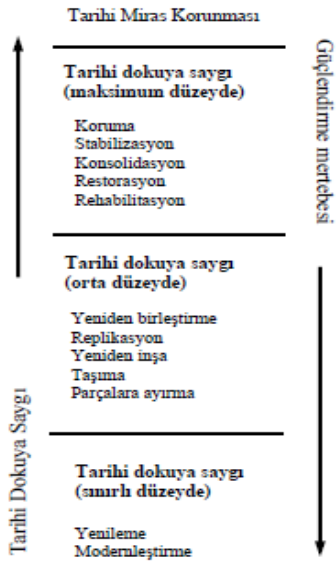 Tarihi Miras Korunması
Tarihi dokuya saygı
(maksimum düzeyde)
Koruma
Stabilizasyon
Konsolidasyon
Restorasyon
Rehabilitasyon
Tarihi dokuya saygı
(orta düzeyde)
Yeniden birleştirme
Replikasyon
Yeniden inşa
Taşıma
Parçalara ayırma
Tarihi dokuya saygı
(sınırlı düzeyde)
Yenileme
Modernleştirme
Tarihi Dokuya Saygı
Güçlendirme mertebesi